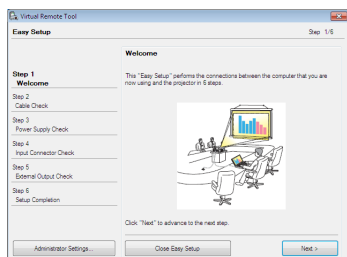 Virtual Remote Tool
Easy Setup
Step 1/6
Step 1
Welcome
Step 2
Cable Check
Step 3
Power Supply Check
Step 4
Input Connector Check
Step 5
External Output Check
Step 6
Setup Completion
Welcome
This "Easy Setup" performs the connections between the computer that you are
now using and the projector in 6 steps.
Click "Next" to advance to the next step.
Administrator Settings...
Close Easy Setup
Next >